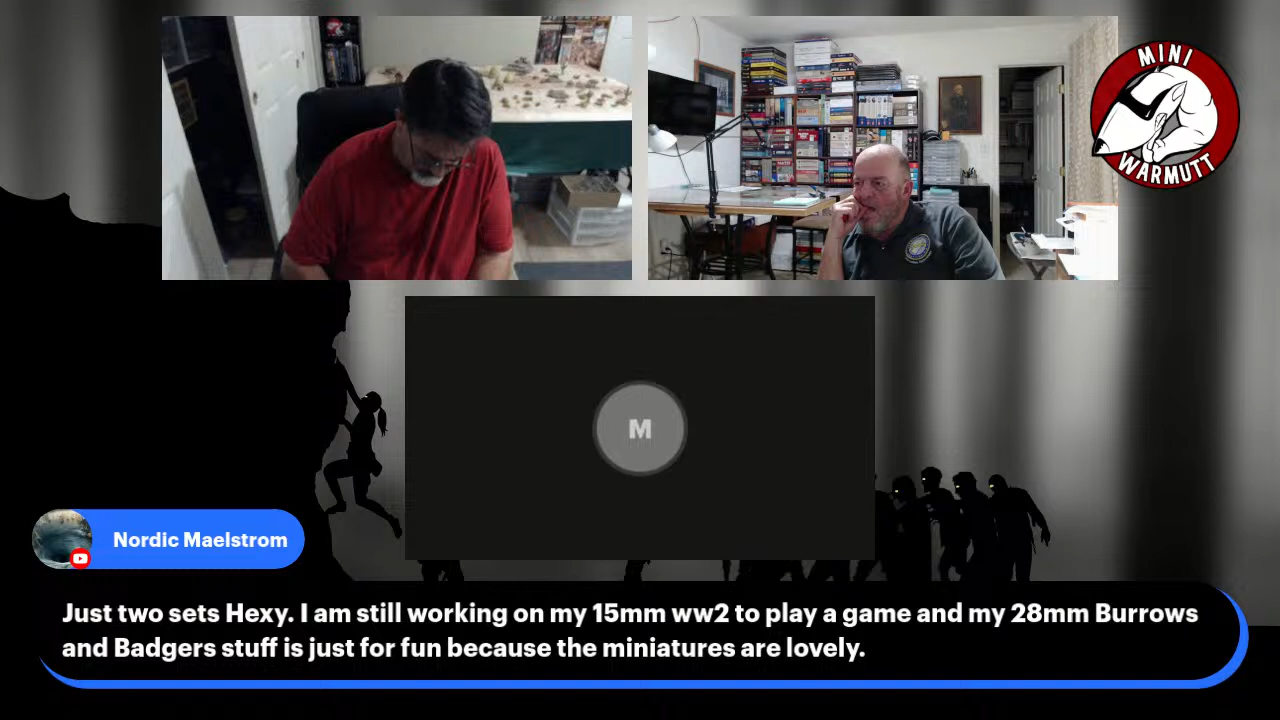 MINI
WARMUTT
M
Nordic Maelstrom
Just two sets Hexy. I am still working on my 15mm ww2 to play a game and my 28mm Burrows
and Badgers stuff is just for fun because the miniatures are lovely.